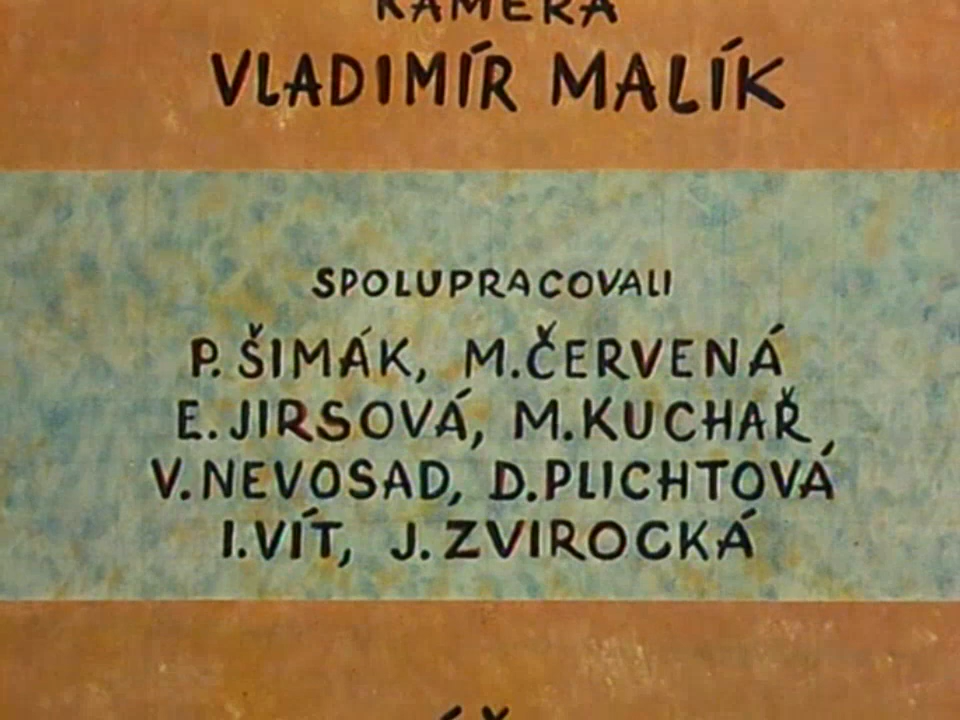 KAMERA
VLADIMÍR MALÍK
SPOLUPRACOVALI
P. ŠIMÁK, M. ČERVENÁ
E. JIRSOVÁ, M. KUCHAŘ,
V. NEVOSAD, D. PLICHTOVÁ
I. VÍT, J. ZVIROCKÁ